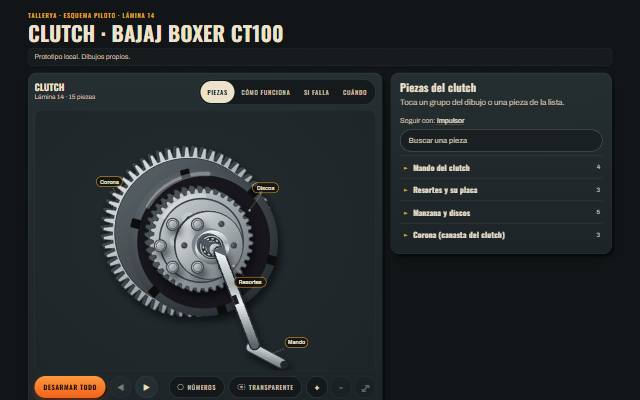 TALLERYA · ESQUEMA PILOTO · LÁMINA 14
CLUTCH · BAJAJ BOXER CT100
Prototipo local. Dibujos propios.
CLUTCH
Lámina 14 · 15 piezas
PIEZAS
CÓMO FUNCIONA
SI FALLA
CUÁNDO
Corona
Discos
Resortes
Mando
DESARMAR TODO
NÚMEROS
TRANSPARENTE
Piezas del clutch
Toca un grupo del dibujo o una pieza de la lista.
Seguir con: Impulsor
Buscar una pieza
Mando del clutch 4
Resortes y su placa 3
Manzana y discos 5
Corona (canasta del clutch) 3